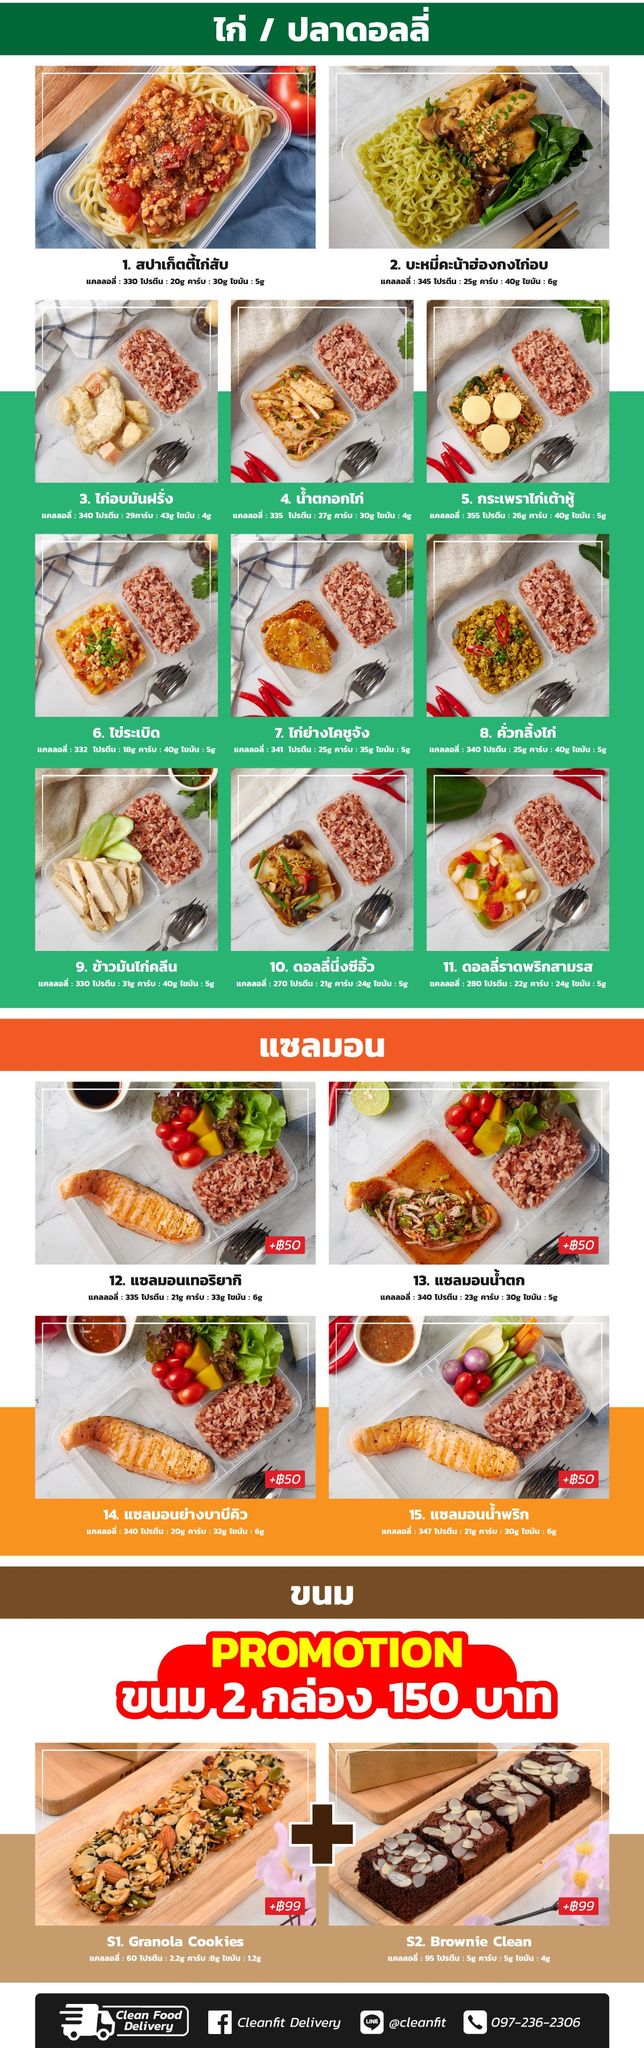 ไก่ / ปลาดอลลี่
1. สปาเก็ตตี้ไก่สับ
แคลลอลี่ : 330 โปรตีน : 20g คาร์บ : 30g ไขมัน : 5g
2. บะหมี่คะน้าฮ่องกงไก่อบ
แคลลอลี่ : 345 โปรตีน : 25g คาร์บ : 40g ไขมัน : 6g
3. ไก่อบมันฝรั่ง
แคลลอลี่ : 340 โปรตีน : 29คาร์บ : 43g ไขมัน : 4g
4. น้ำตกอกไก่
แคลลอลี่ : 335 โปรตีน : 27g คาร์บ : 30g ไขมัน : 4g
5. กระเพราไก่เต้าหู้
แคลลอลี่ : 355 โปรตีน : 26g คาร์บ : 40g ไขมัน : 5g
6. ไข่ระเบิด
แคลลอลี่ : 332 โปรตีน : 18g คาร์บ : 40g ไขมัน : 5g
7. ไก่ย่างโคชูจัง
แคลลอลี่ : 341 โปรตีน : 25g คาร์บ : 35g ไขมัน : 5g
8. คั่วกลิ้งไก่
แคลลอลี่ : 340 โปรตีน : 25g คาร์บ : 40g ไขมัน : 5g
9. ข้าวมันไก่คลีน
แคลลอลี่ : 330 โปรตีน : 31g คาร์บ : 40g ไขมัน : 5g
10. ดอลลี่นึ่งซีอิ้ว
แคลลอลี่ : 270 โปรตีน : 21g คาร์บ :24g ไขมัน : 5g
11. ดอลลี่ราดพริกสามรส
แคลลอลี่ : 280 โปรตีน : 22g คาร์บ : 24g ไขมัน : 5g
แซลมอน
+฿50
+฿50
12. แซลมอนเทอริยากิ
แคลลอลี่ : 335 โปรตีน : 21g คาร์บ : 33g ไขมัน : 6g
13. แซลมอนน้ำตก
แคลลอลี่ : 340 โปรตีน : 23g คาร์บ : 30g ไขมัน : 5g
+฿50
+฿50
14. แซลมอนย่างบาบีคิว
แคลลอลี่ : 340 โปรตีน : 20g คาร์บ : 32g ไขมัน : 6g
15. แซลมอนน้ำพริก
แคลลอลี่ : 347 โปรตีน : 21g คาร์บ : 30g ไขมัน : 6g
ขนม
PROMOTION
ขนม 2 กล่อง 150 บาท
+฿99
+฿99
S1. Granola Cookies
แคลลอลี่ : 60 โปรตีน : 2.2g คาร์บ :8g ไขมัน : 1.2g
S2. Brownie Clean
แคลลอลี่ : 95 โปรตีน : 5g คาร์บ : 5g ไขมัน : 4g
Clean Food
Delivery
Cleanfit Delivery
LINE
@cleanfit
097-236-2306